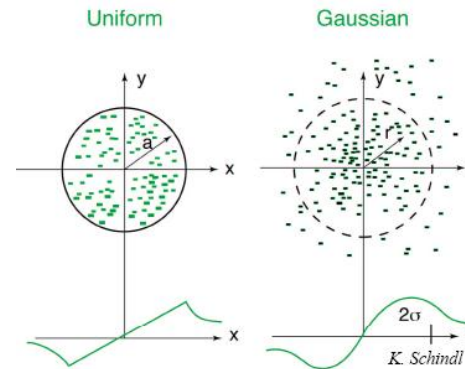 Uniform
Gaussian
y
y
a
r
x
x
2σ
K. Schindl